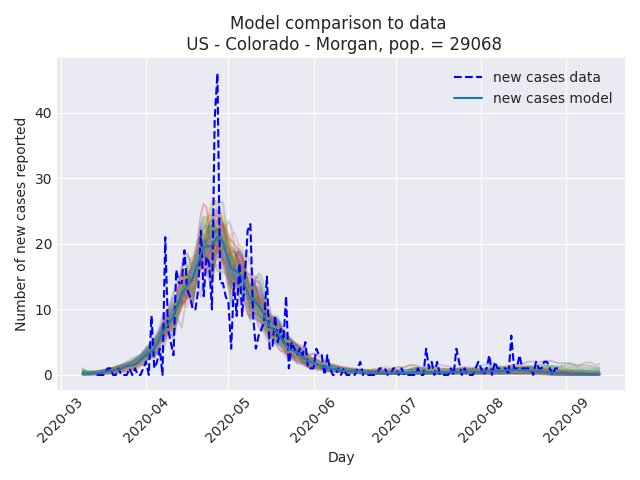 Model comparison to data
US - Colorado - Morgan, pop. = 29068
new cases data
new cases model
Number of new cases reported
40
30
20
10
0
2020-03
2020-04
2020-05
2020-06
2020-07
2020-08
2020-09
Day